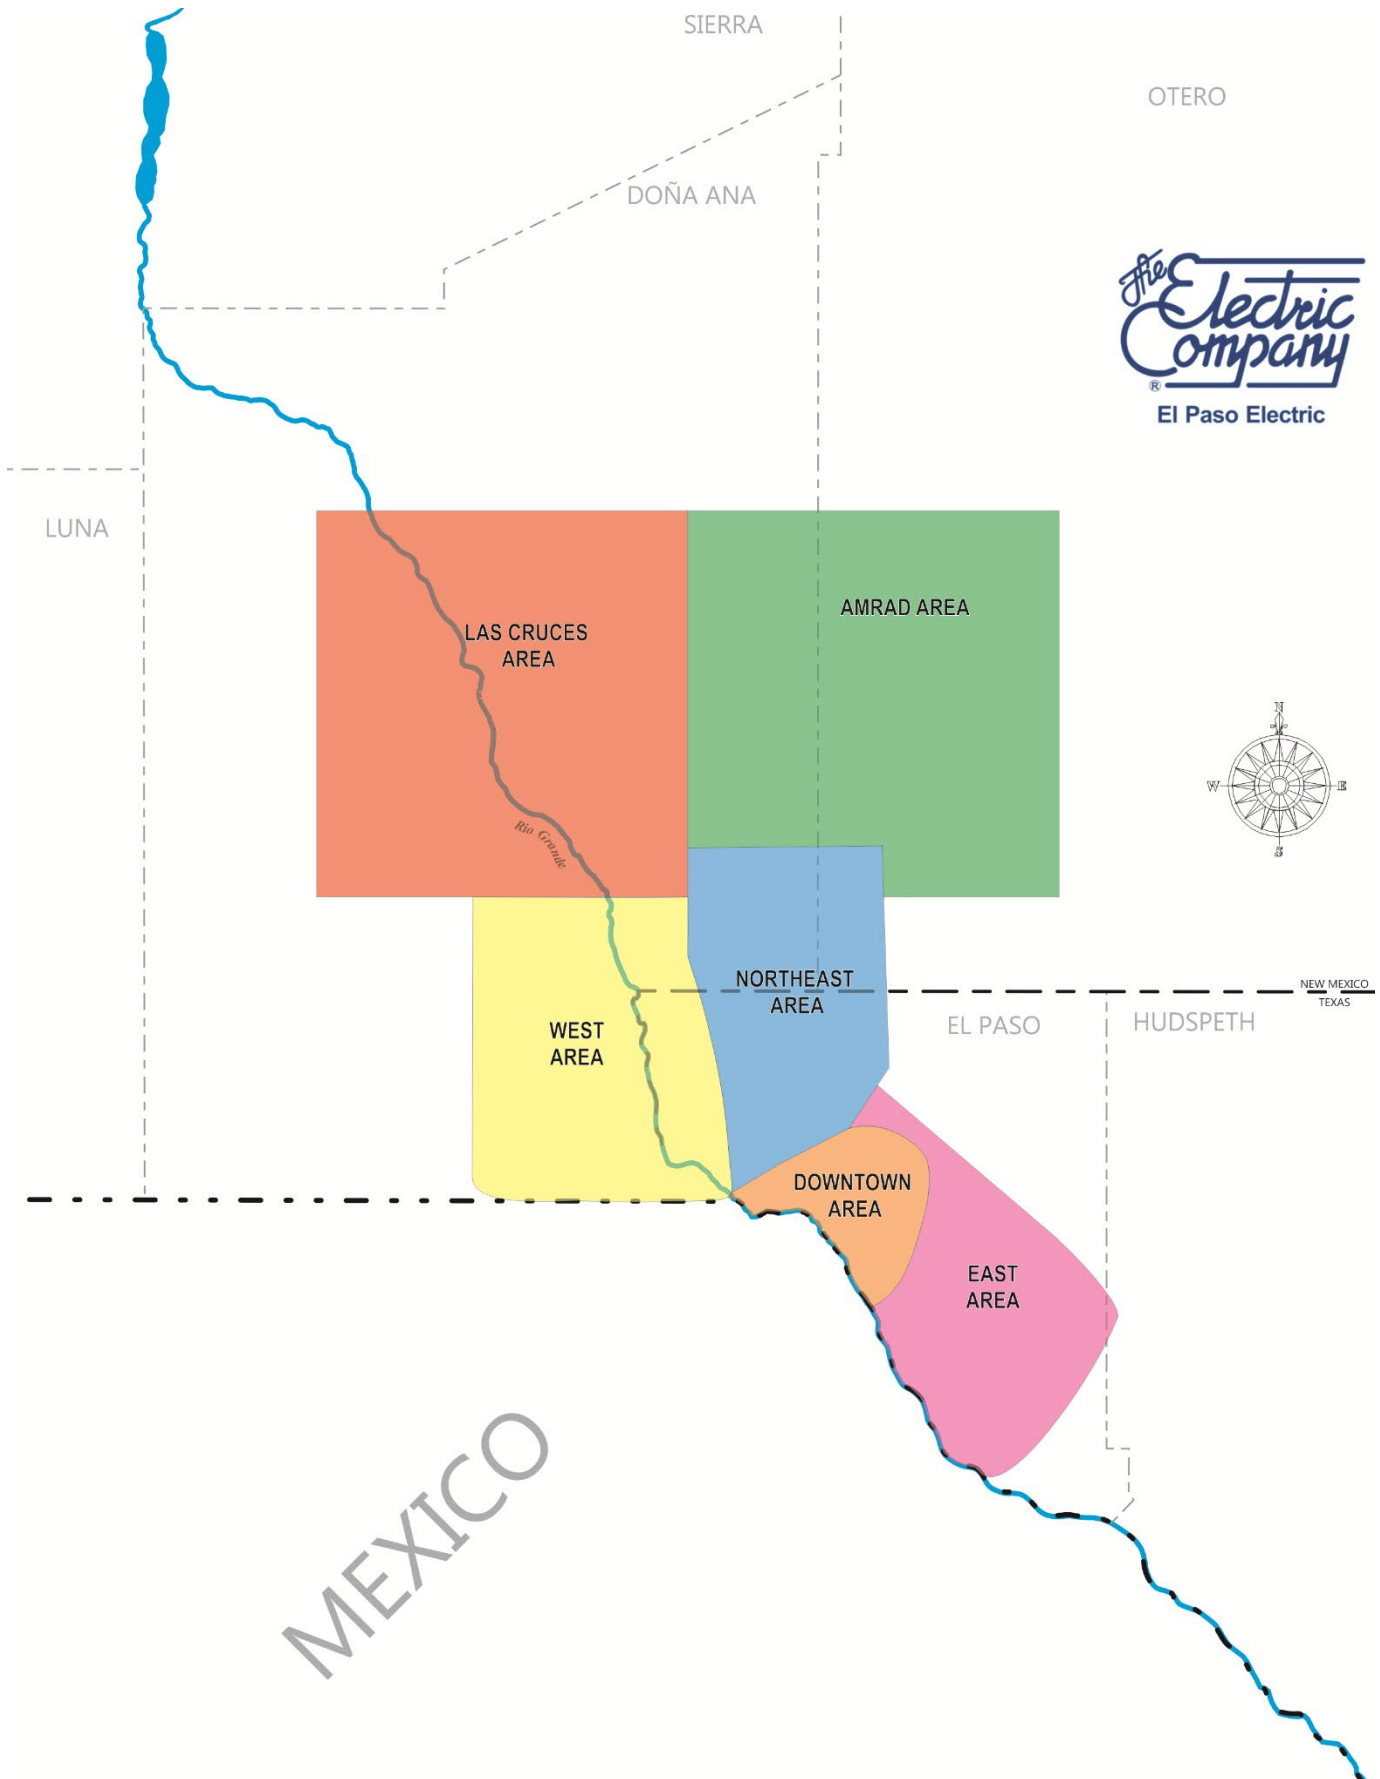 SIERRA
OTERO
DOÑA ANA
The
Electric
Company
®
El Paso Electric
LUNA
AMRAD AREA
LAS CRUCES
AREA
N
W
E
S
Rio Grande
NORTHEAST
AREA
NEW MEXICO
TEXAS
EL PASO
HUDSPETH
WEST
AREA
DOWNTOWN
AREA
EAST
AREA
MEXICO